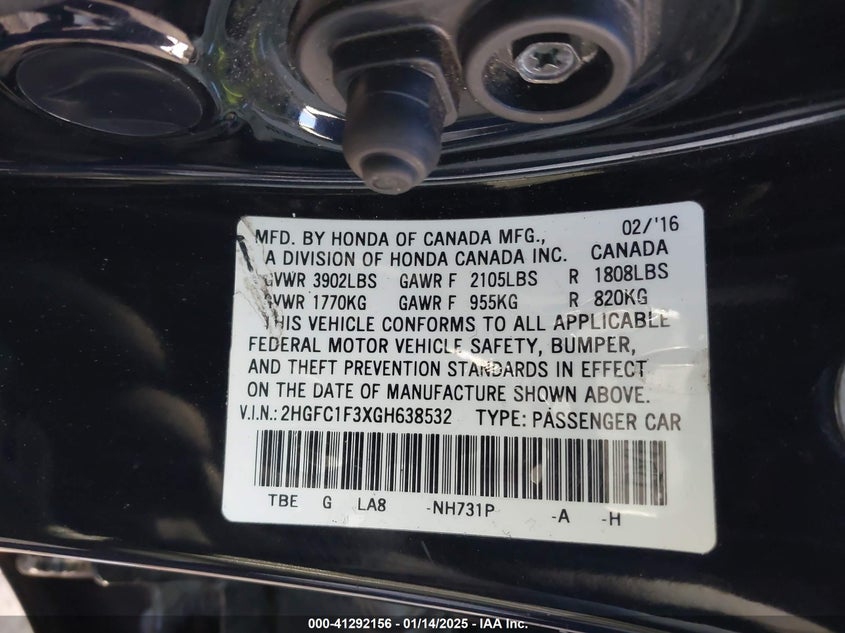 02/'16
MFD. BY HONDA OF CANADA MFG.,
A DIVISION OF HONDA CANADA INC. CANADA
GVWR 3902LBS GAWR F 2105LBS R 1808LBS
GVWR 1770KG GAWR F 955KG R 820KG
THIS VEHICLE CONFORMS TO ALL APPLICABLE
FEDERAL MOTOR VEHICLE SAFETY, BUMPER,
AND THEFT PREVENTION STANDARDS IN EFFECT
ON THE DATE OF MANUFACTURE SHOWN ABOVE.
V.I.N.: 2HGFC1F3XGH638532 TYPE: PASSENGER CAR
TBE G LA8 -NH731P -A -H
000-41292156 — 01/14/2025 — IAA Inc.